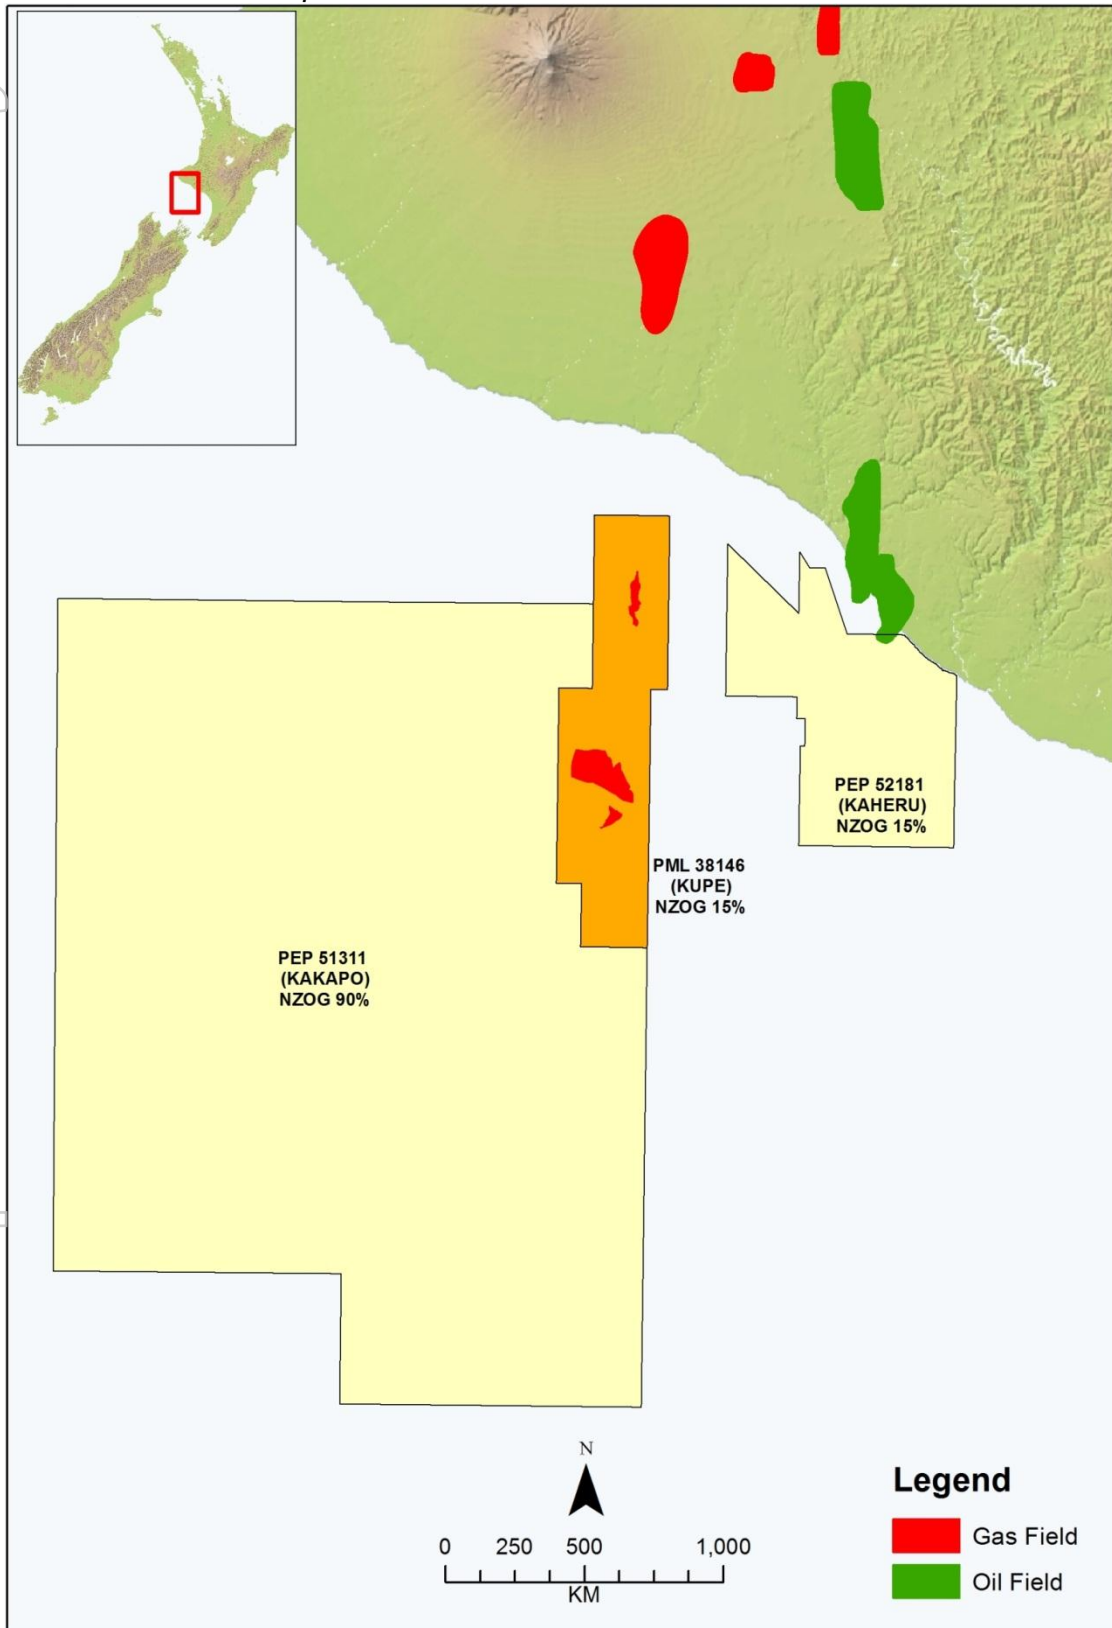 PEP 52181
(KAHERU)
NZOG 15%
PML 38146
(KUPE)
NZOG 15%
PEP 51311
(KAKAPO)
NZOG 90%
N
0 250 500 1,000
KM
Legend
Gas Field
Oil Field